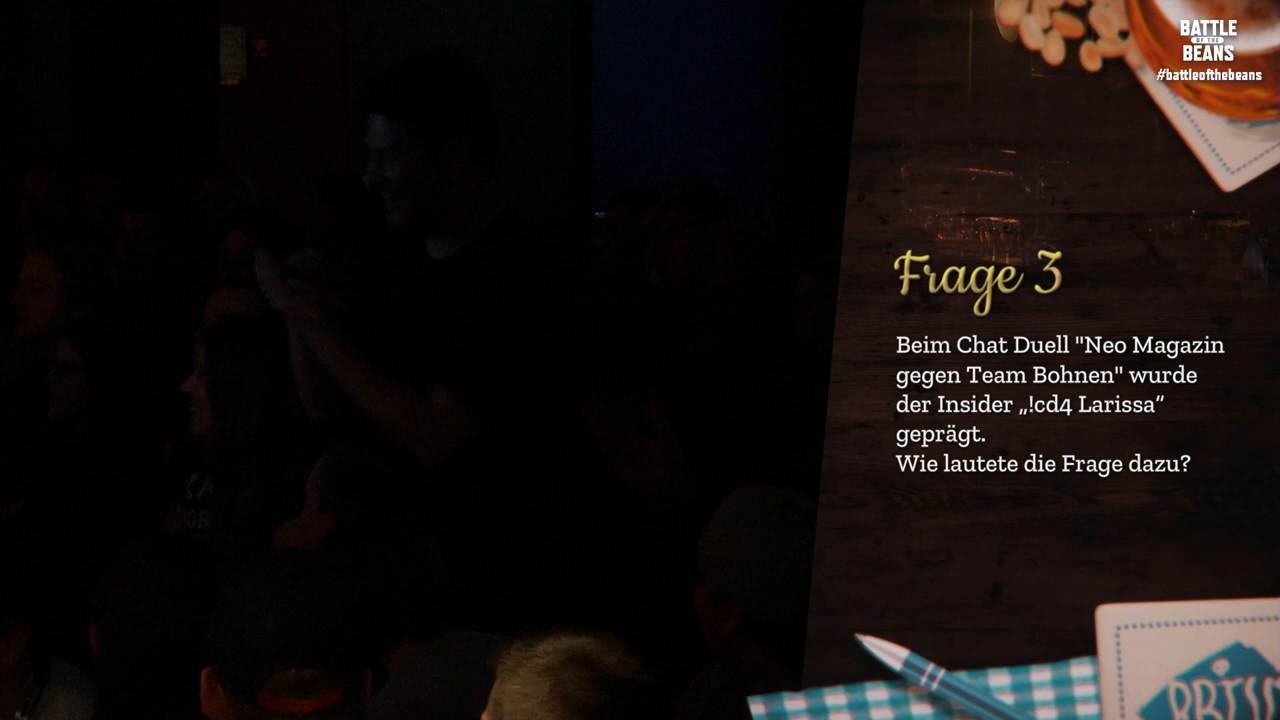 BATTLE
OF THE
BEANS
#battleofthebeans
Frage 3
Beim Chat Duell "Neo Magazin
gegen Team Bohnen" wurde
der Insider „!cd4 Larissa“
geprägt.
Wie lautete die Frage dazu?